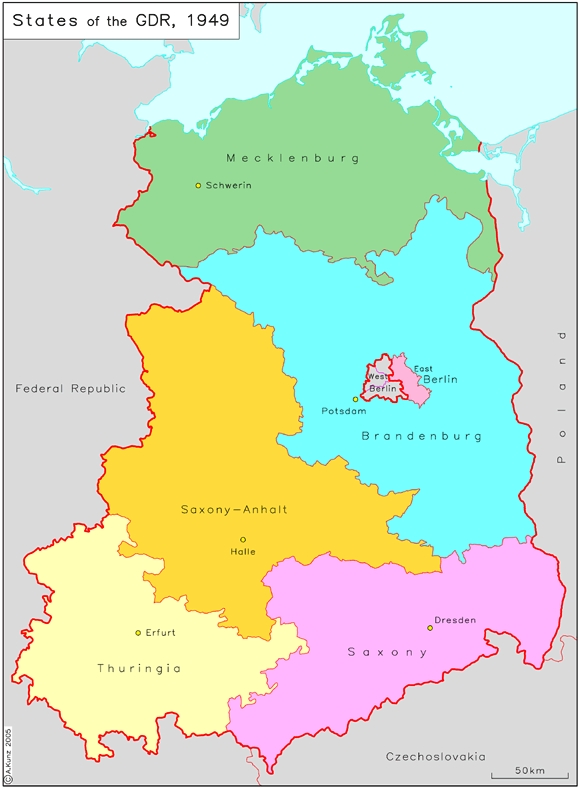 States of the GDR, 1949
Mecklenburg
Schwerin
Poland
Federal Republic
West
Berlin
East
Berlin
Potsdam
Brandenburg
Saxony-Anhalt
Halle
Dresden
Erfurt
Saxony
Thuringia
Czechoslovakia
50km
©A.Kunz 2005